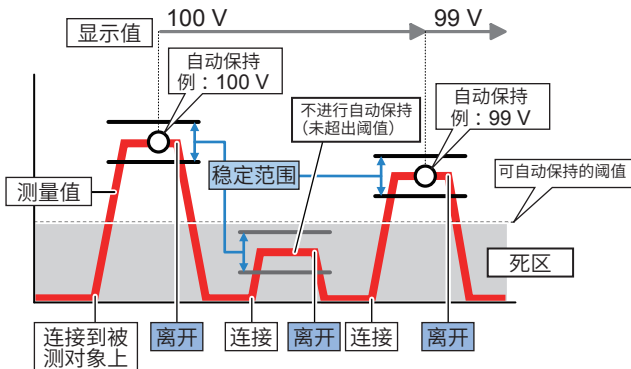 显示值
100 V
99 V
自动保持
例：100 V
不进行自动保持
（未超出阈值）
自动保持
例：99 V
测量值
稳定范围
可自动保持的阈值
死区
连接到被
测对象上
离开
连接
离开
连接
离开